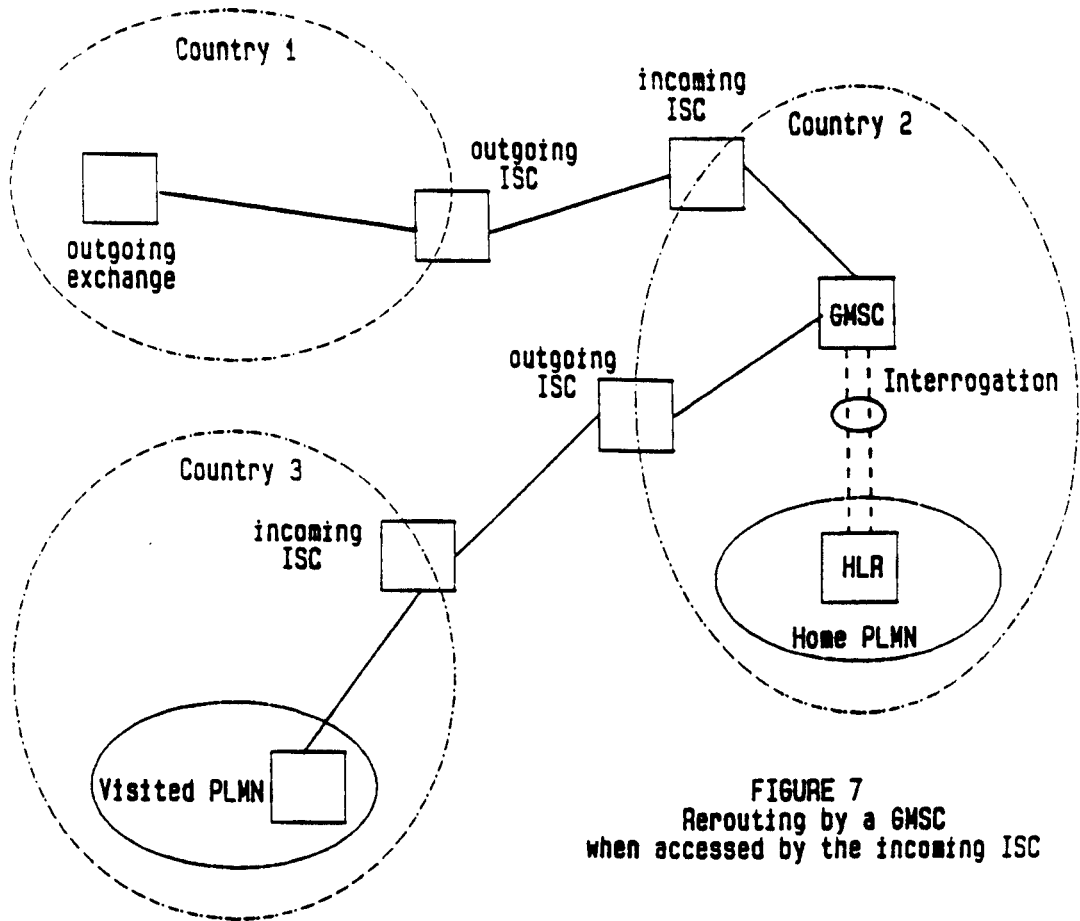 Country 1
incoming
ISC
Country 2
outgoing
ISC
outgoing
exchange
GMSC
outgoing
ISC
Interrogation
Country 3
incoming
ISC
HLR
Home PLMN
Visited PLMN
FIGURE 7
Rerouting by a GMSC
when accessed by the incoming ISC